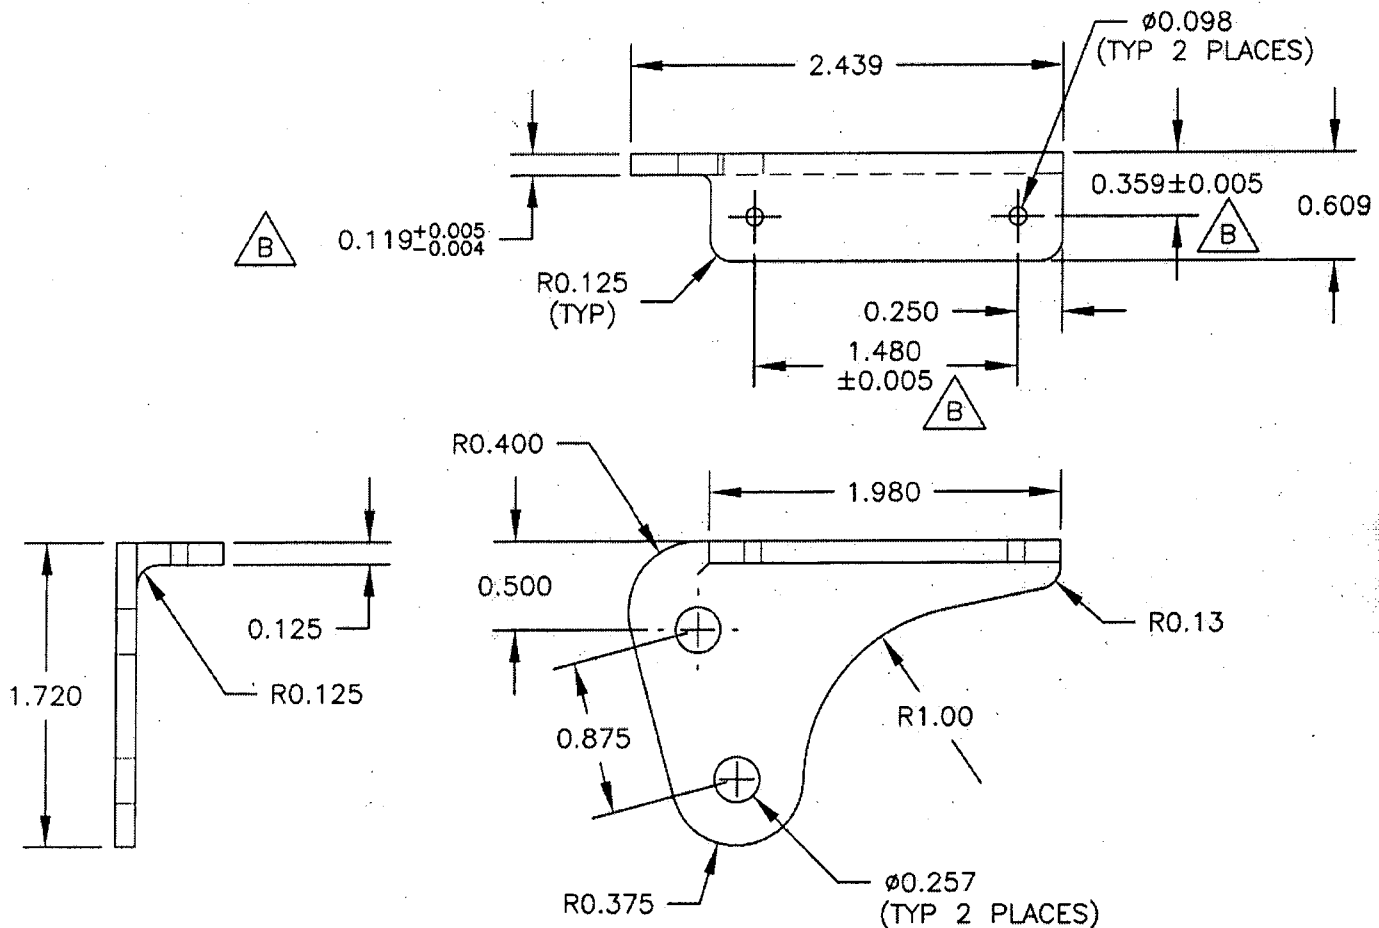 ø0.098
(TYP 2 PLACES)
2.439
0.359±0.005
0.609
B
0.119+0.005
-0.004
B
R0.125
(TYP)
0.250
1.480
±0.005
B
R0.400
1.980
0.500
0.125
R0.13
1.720
R0.125
R1.00
0.875
ø0.257
(TYP 2 PLACES)
R0.375